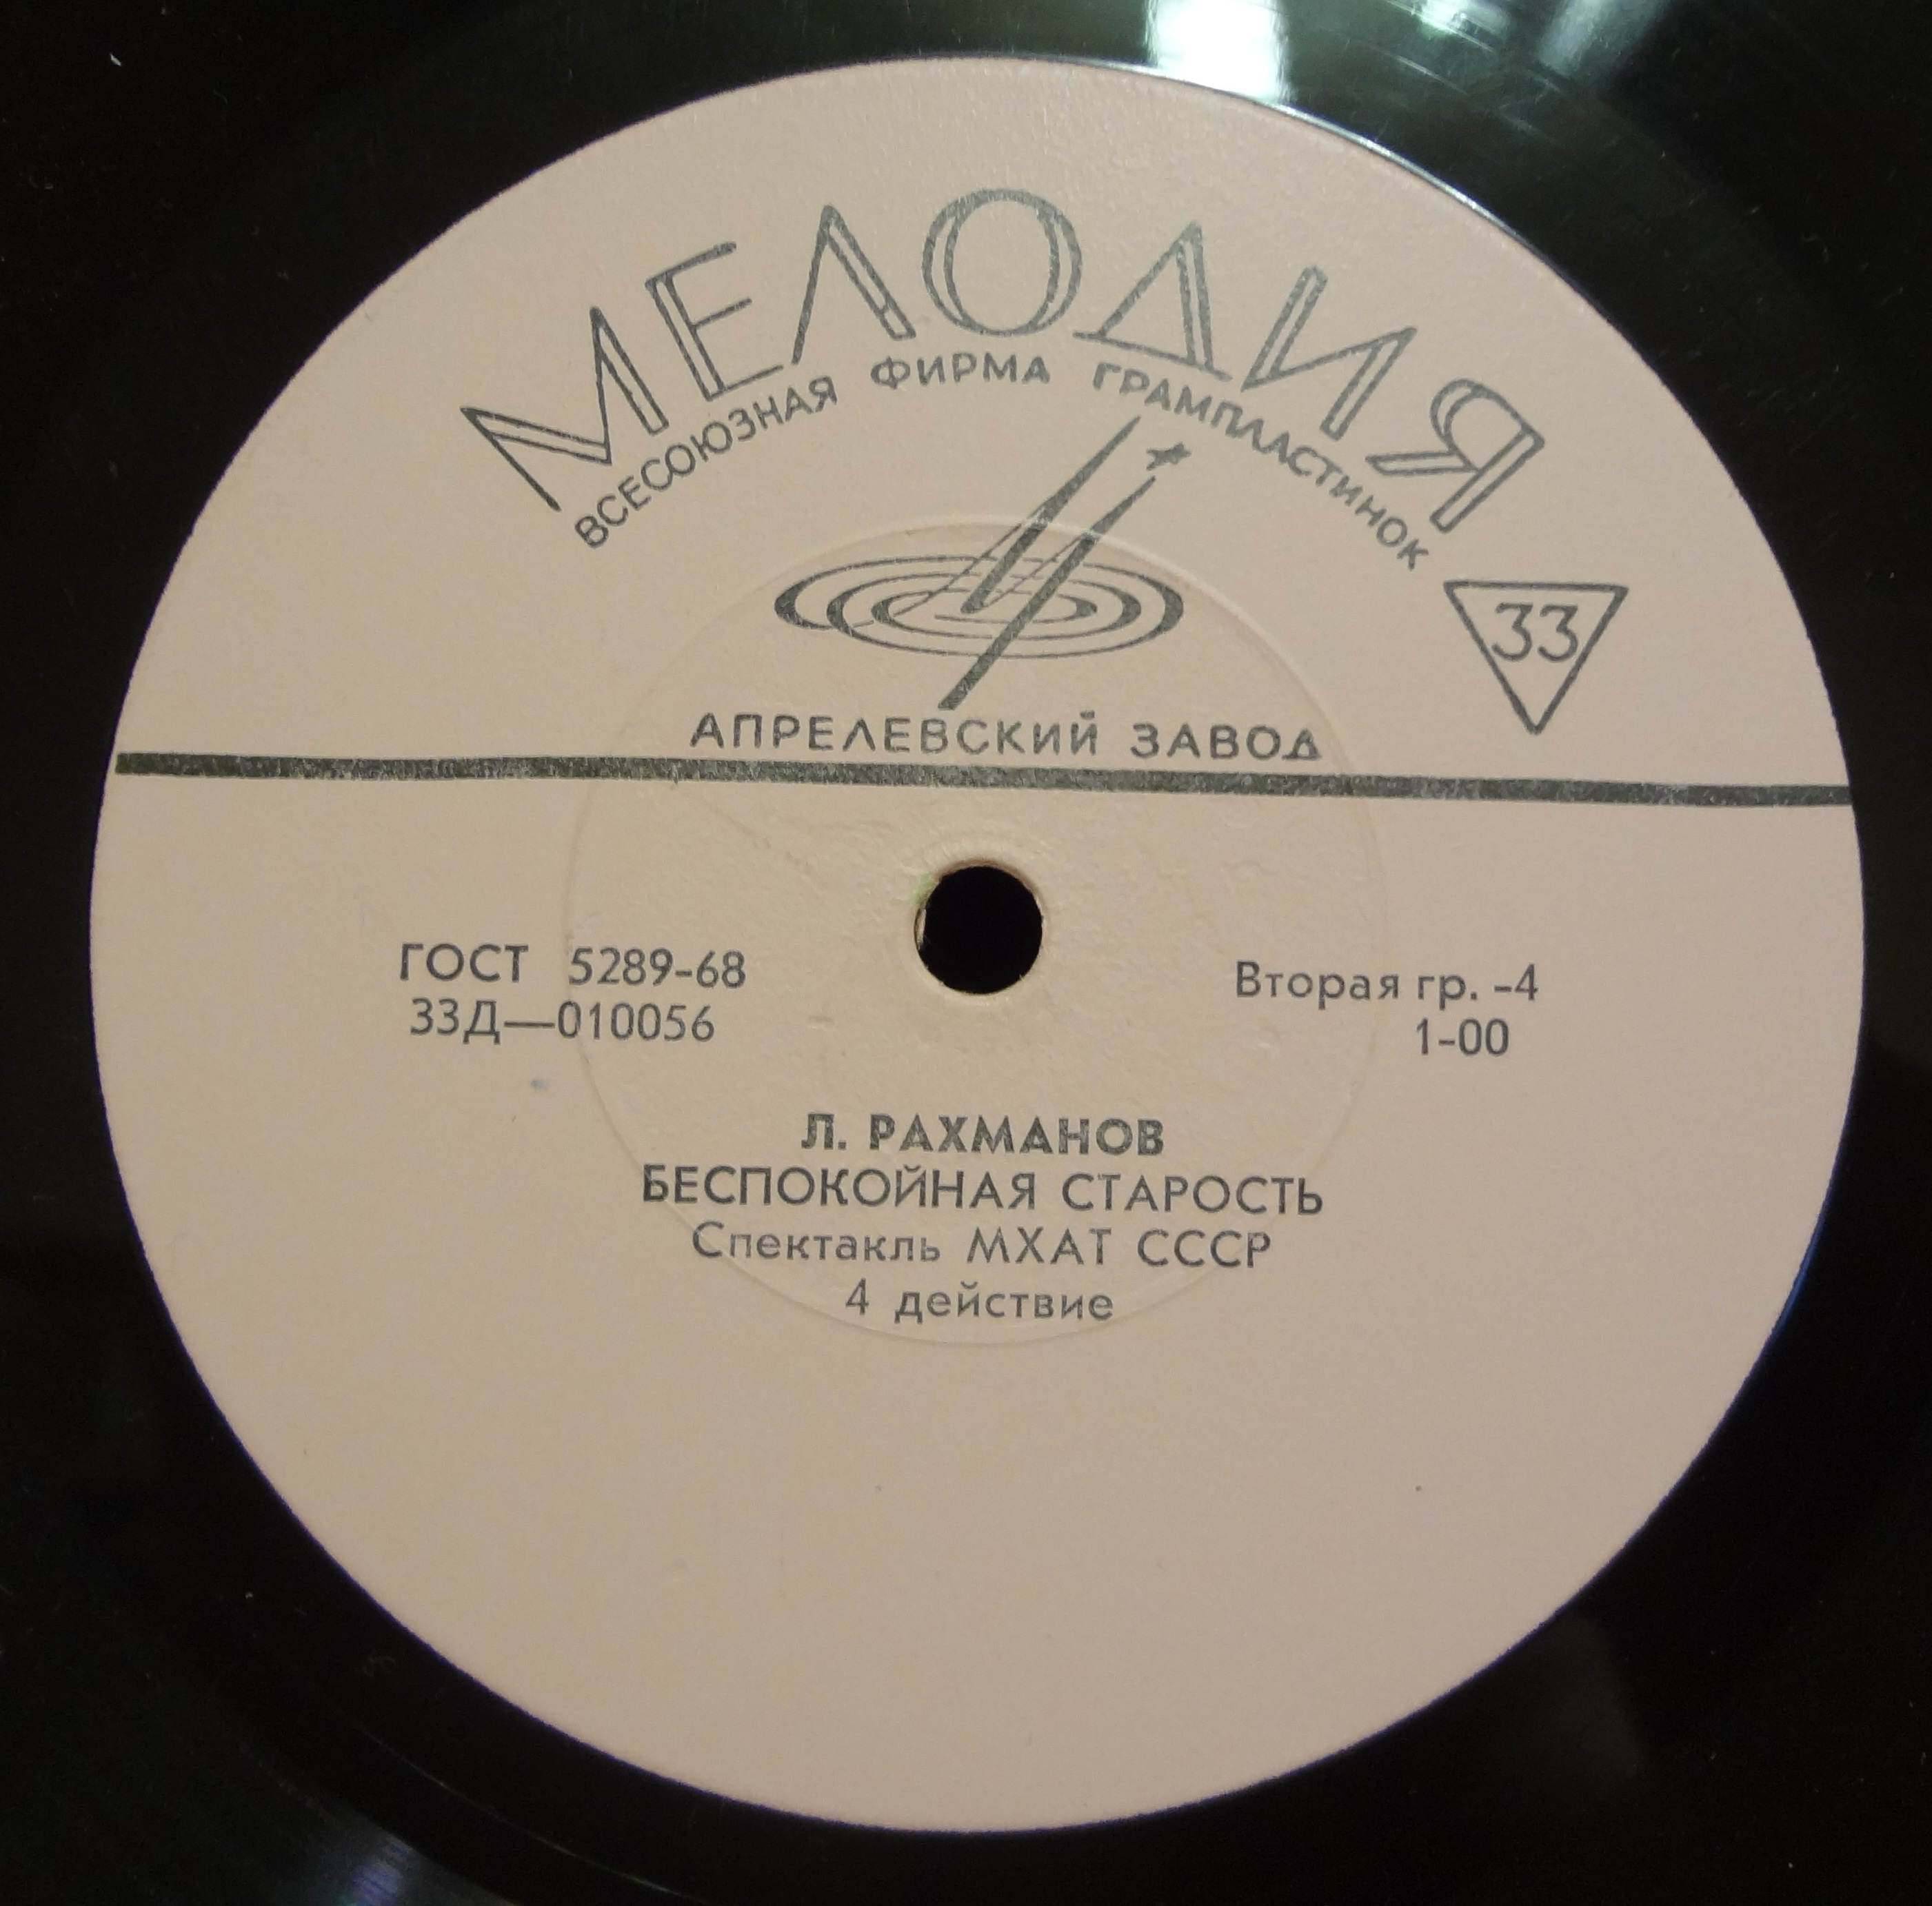 МЕЛОДИЯ
ВСЕСОЮЗНАЯ ФИРМА ГРАМПЛАСТИНОК
33
АПРЕЛЕВСКИЙ ЗАВОД
ГОСТ 5289-68
33Д—010056
Вторая гр. -4
1-00
Л. РАХМАНОВ
БЕСПОКОЙНАЯ СТАРОСТЬ
Спектакль МХАТ СССР
4 действие